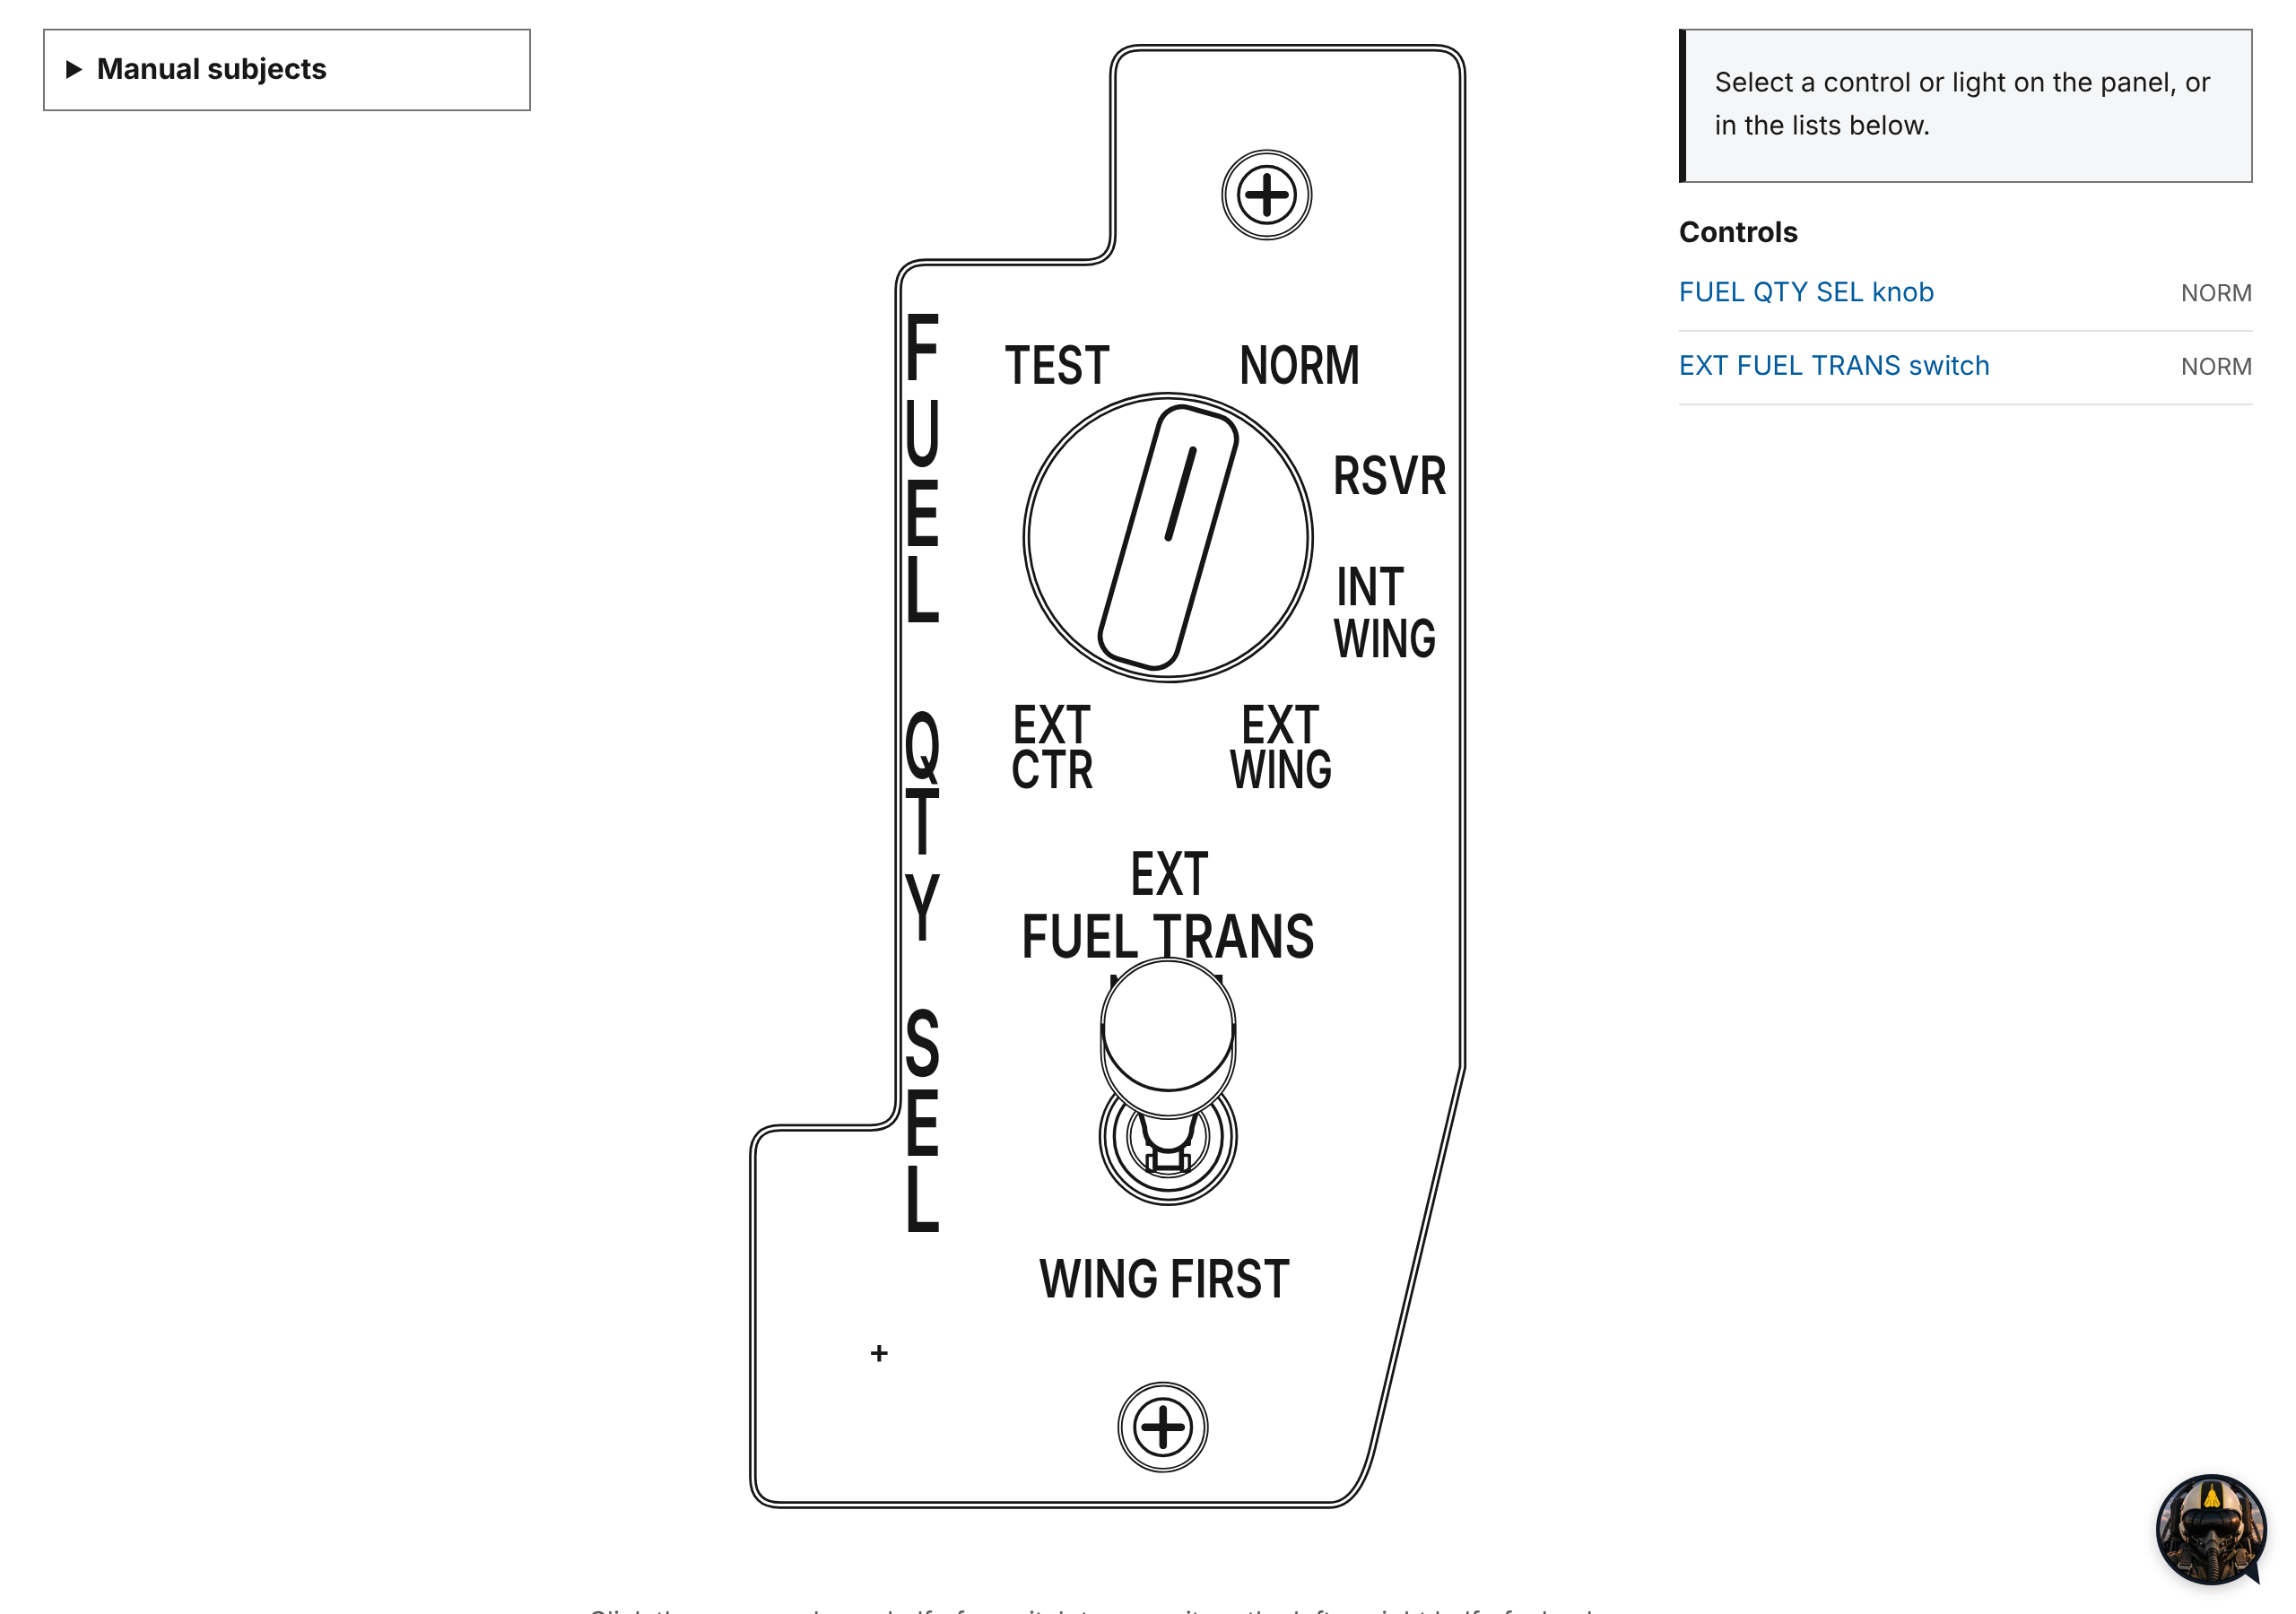 ▶ Manual subjects
Select a control or light on the panel, or
in the lists below.
Controls
FUEL QTY SEL knob NORM
EXT FUEL TRANS switch NORM
FUEL QTY SEL
TEST NORM
RSVR
INT
WING
EXT
CTR
EXT
WING
EXT
FUEL TRANS
WING FIRST
+